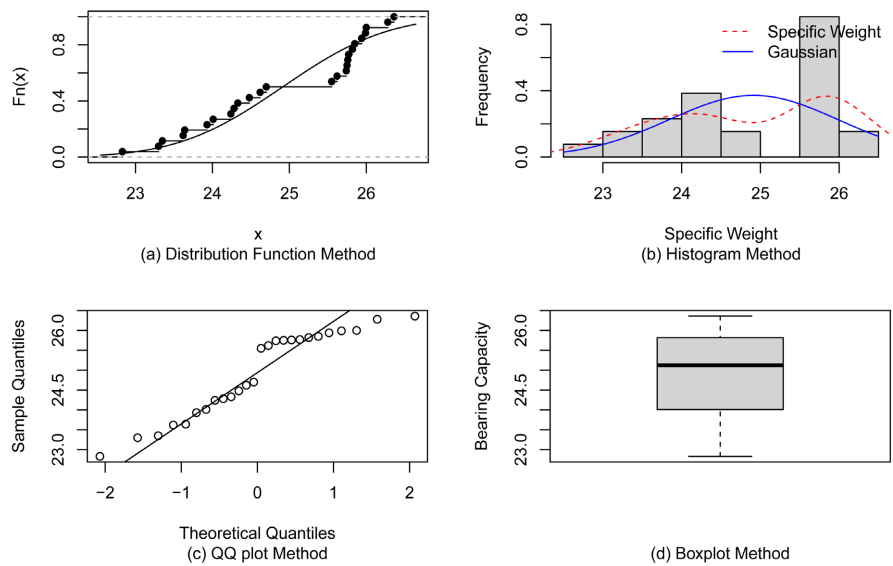 Fn(x)
0.8
0.4
0.0
23 24 25 26
x
(a) Distribution Function Method
Frequency
0.8
0.4
0.0
Specific Weight
Gaussian
23 24 25 26
Specific Weight
(b) Histogram Method
Sample Quantiles
26.0
24.5
23.0
−2 −1 0 1 2
Theoretical Quantiles
(c) QQ plot Method
Bearing Capacity
26.0
24.5
23.0
(d) Boxplot Method